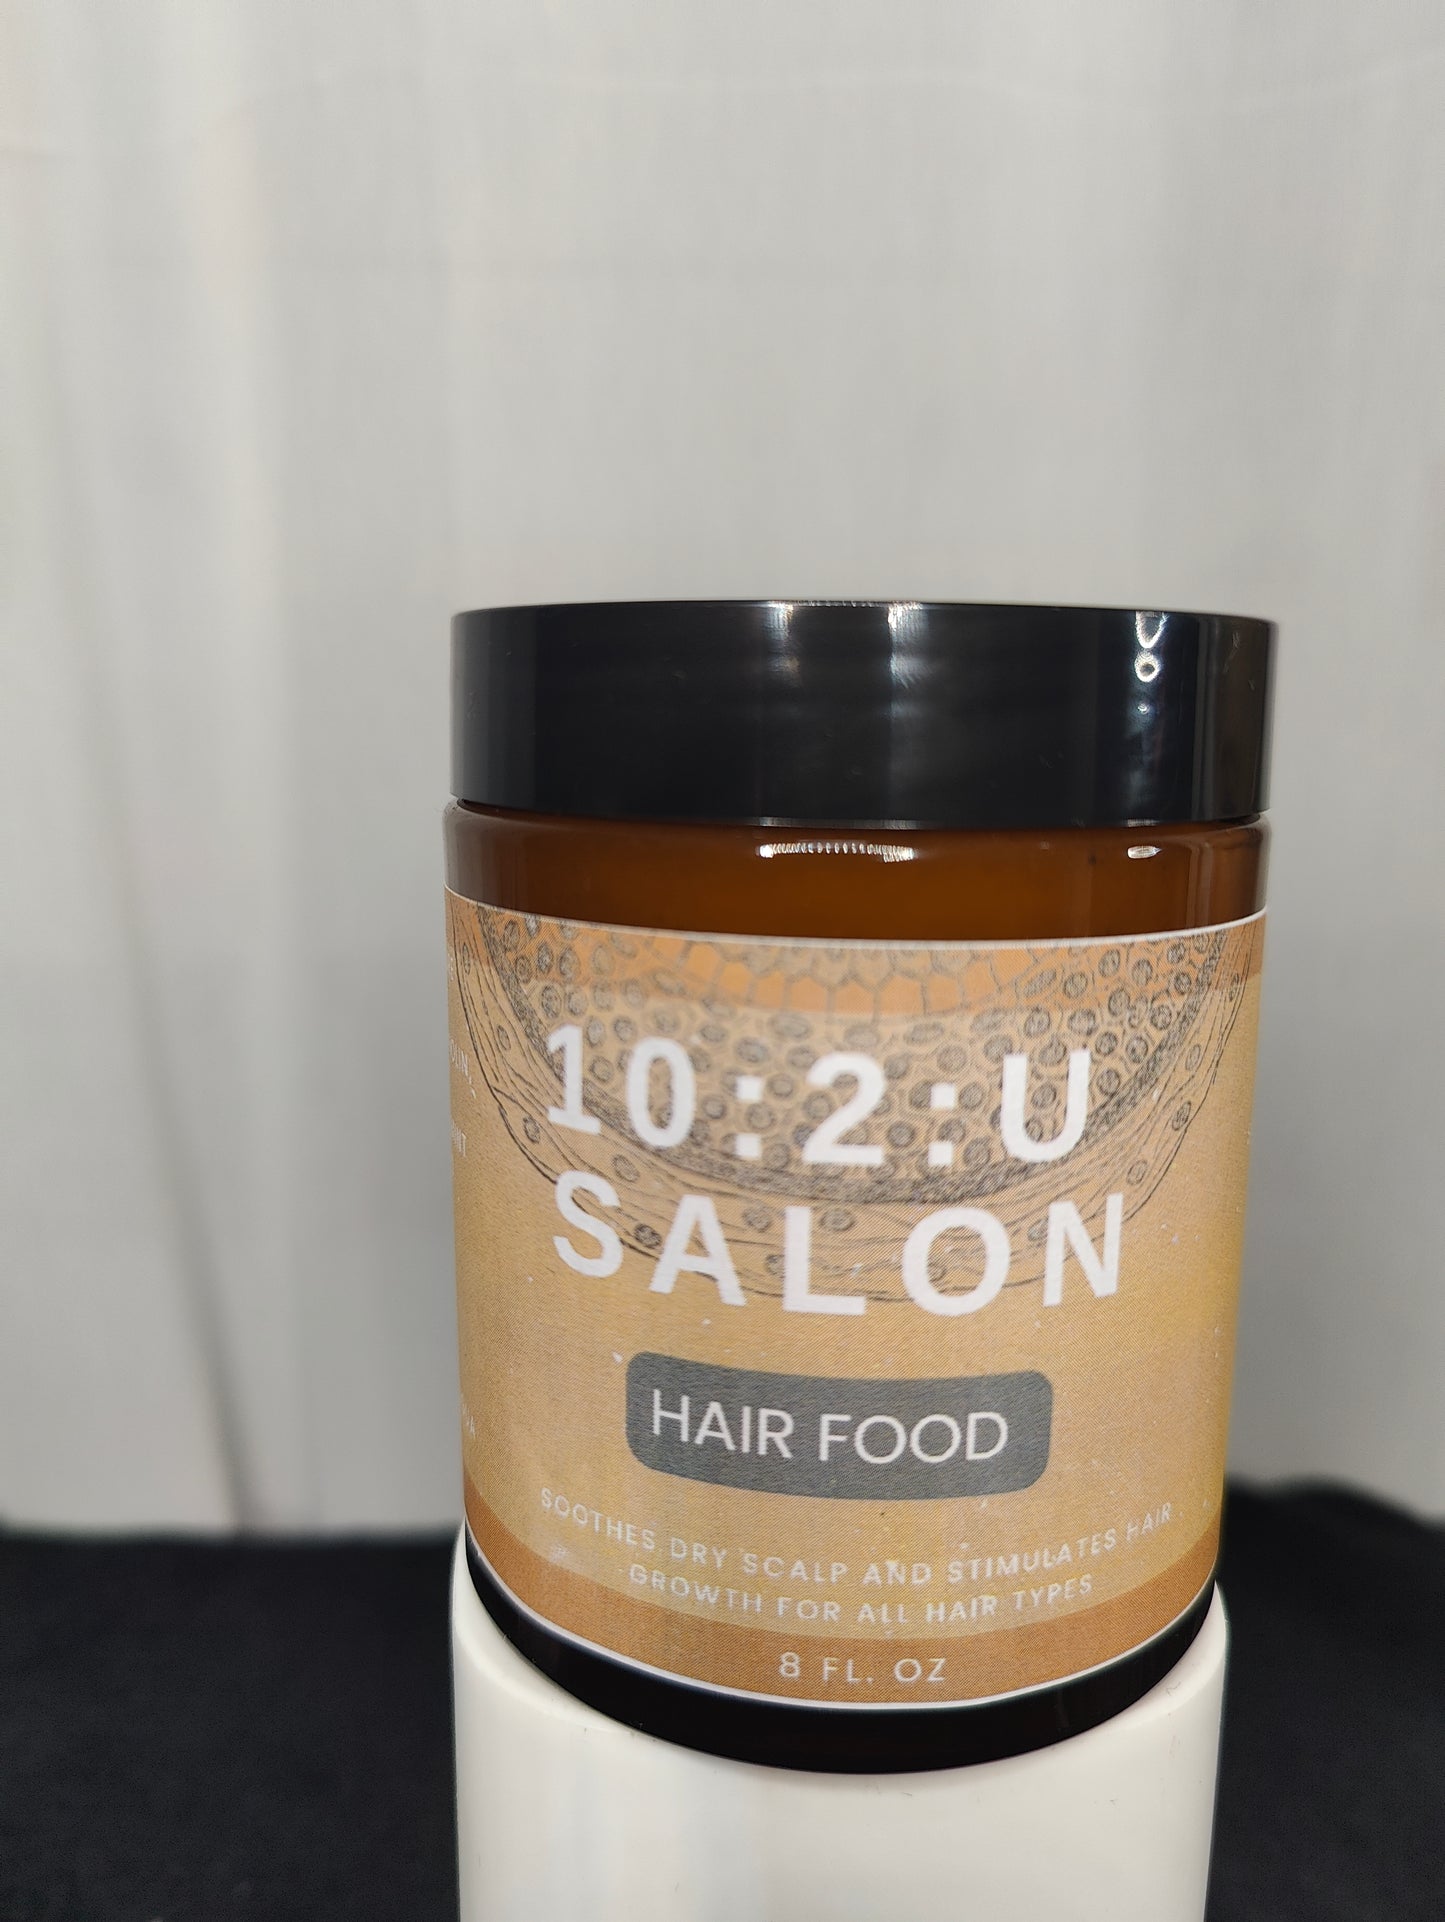 10:2:U
SALON
HAIR FOOD
SOOTHES DRY SCALP AND STIMULATES HAIR
GROWTH FOR ALL HAIR TYPES
8 FL. OZ